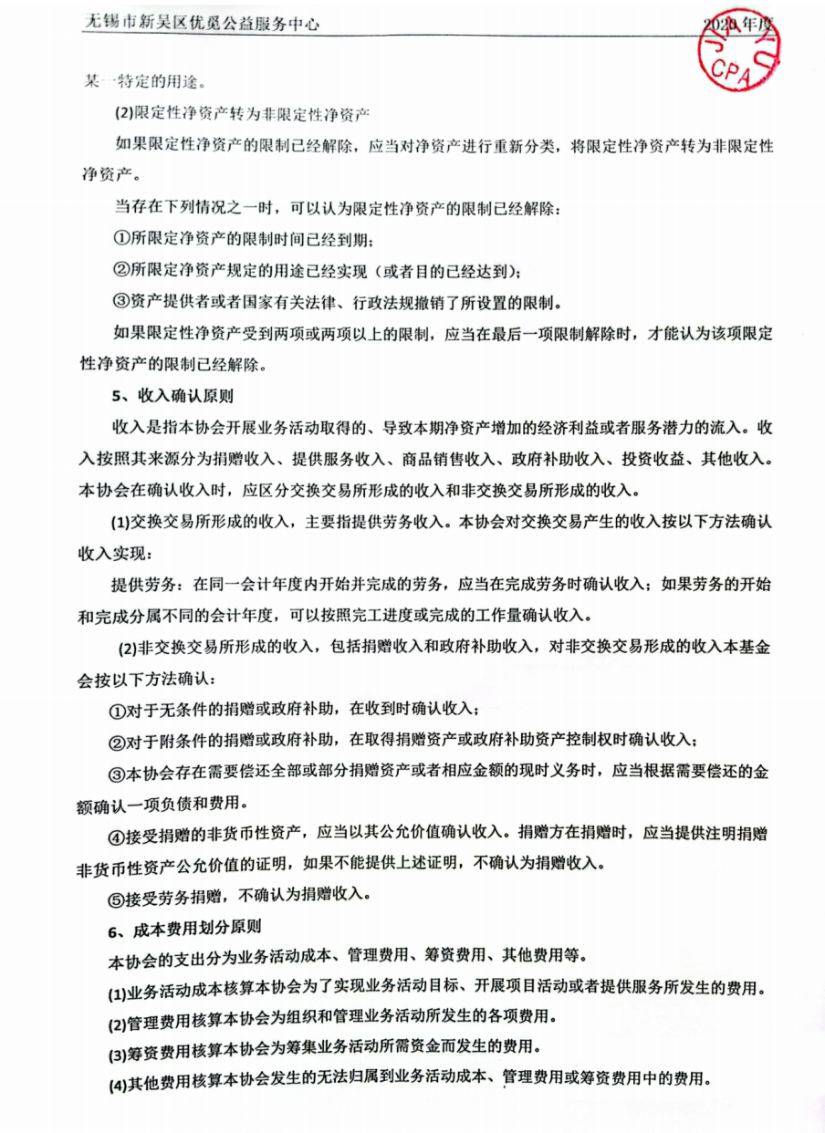 无锡市新吴区优觅公益服务中心
2020年度
JIA YU
CPA
某一特定的用途。
(2)限定性净资产转为非限定性净资产
如果限定性净资产的限制已经解除，应当对净资产进行重新分类，将限定性净资产转为非限定性
净资产。
当存在下列情况之一时，可以认为限定性净资产的限制已经解除：
①所限定净资产的限制时间已经到期；
②所限定净资产规定的用途已经实现（或者目的已经达到）；
③资产提供者或者国家有关法律、行政法规撤销了所设置的限制。
如果限定性净资产受到两项或两项以上的限制，应当在最后一项限制解除时，才能认为该项限定
性净资产的限制已经解除。
5、收入确认原则
收入是指本协会开展业务活动取得的、导致本期净资产增加的经济利益或者服务潜力的流入。收
入按照其来源分为捐赠收入、提供服务收入、商品销售收入、政府补助收入、投资收益、其他收入。
本协会在确认收入时，应区分交换交易所形成的收入和非交换交易所形成的收入。
(1)交换交易所形成的收入，主要指提供劳务收入。本协会对交换交易产生的收入按以下方法确认
收入实现：
提供劳务：在同一会计年度内开始并完成的劳务，应当在完成劳务时确认收入；如果劳务的开始
和完成分属不同的会计年度，可以按照完工进度或完成的工作量确认收入。
(2)非交换交易所形成的收入，包括捐赠收入和政府补助收入，对非交换交易形成的收入本基金
会按以下方法确认：
①对于无条件的捐赠或政府补助，在收到时确认收入；
②对于附条件的捐赠或政府补助，在取得捐赠资产或政府补助资产控制权时确认收入；
③本协会存在需要偿还全部或部分捐赠资产或者相应金额的现时义务时，应当根据需要偿还的金
额确认一项负债和费用。
④接受捐赠的非货币性资产，应当以其公允价值确认收入。捐赠方在捐赠时，应当提供注明捐赠
非货币性资产公允价值的证明，如果不能提供上述证明，不确认为捐赠收入。
⑤接受劳务捐赠，不确认为捐赠收入。
6、成本费用划分原则
本协会的支出分为业务活动成本、管理费用、筹资费用、其他费用等。
(1)业务活动成本核算本协会为了实现业务活动目标、开展项目活动或者提供服务所发生的费用。
(2)管理费用核算本协会为组织和管理业务活动所发生的各项费用。
(3)筹资费用核算本协会为筹集业务活动所需资金而发生的费用。
(4)其他费用核算本协会发生的无法归属到业务活动成本、管理费用或筹资费用中的费用。